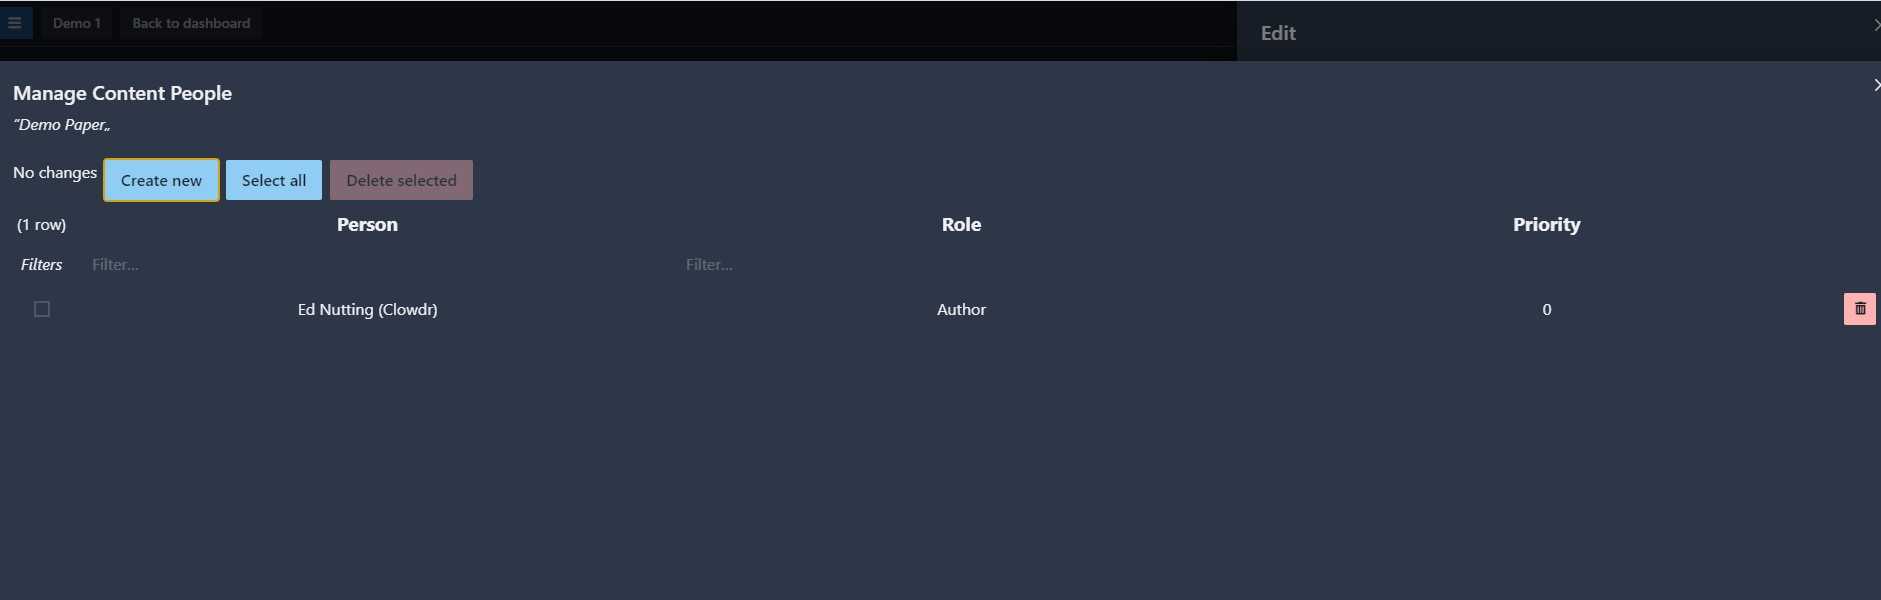 Demo 1 Back to dashboard
Edit
Manage Content People
“Demo Paper„
No changes Create new Select all Delete selected
(1 row) Person Role Priority
Filters Filter... Filter...
Ed Nutting (Clowdr) Author 0